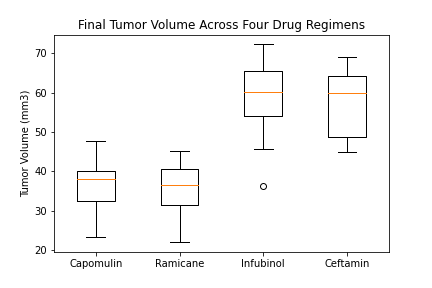 Final Tumor Volume Across Four Drug Regimens
Tumor Volume (mm3)
70
60
50
40
30
20
Capomulin Ramicane Infubinol Ceftamin